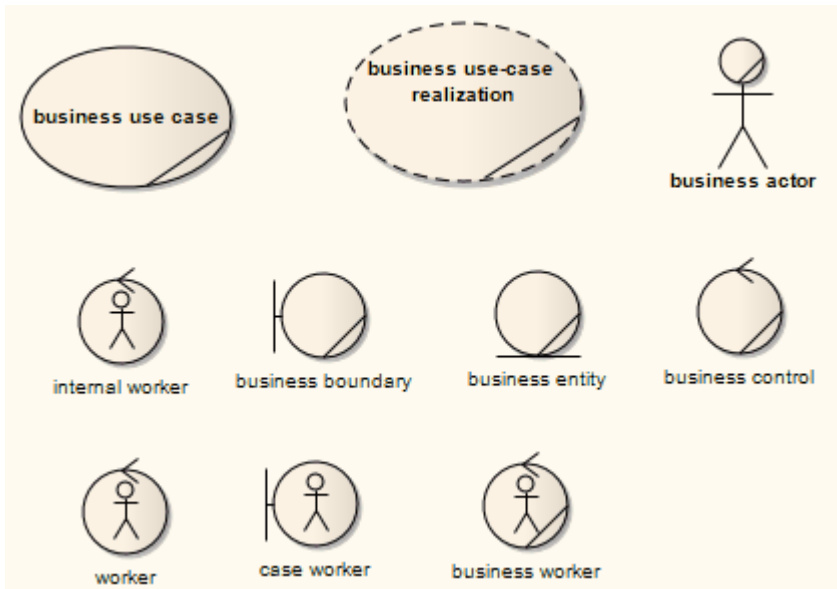 business use case
business use-case
realization
business actor
internal worker
business boundary
business entity
business control
worker
case worker
business worker